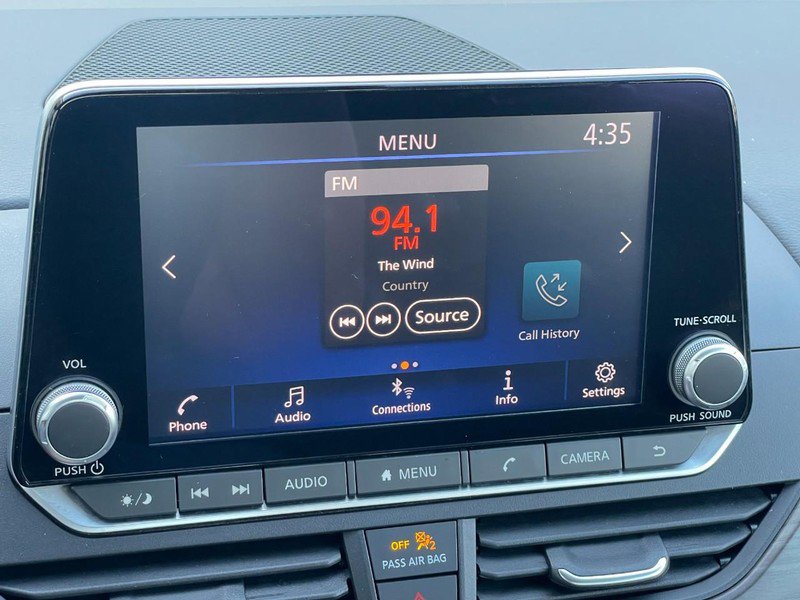 MENU
4:35
FM
94.1
FM
The Wind
Country
Source
Call History
Phone
Audio
Connections
Info
Settings
VOL
PUSH
TUNE·SCROLL
PUSH SOUND
AUDIO
MENU
CAMERA
OFF 2
PASS AIR BAG